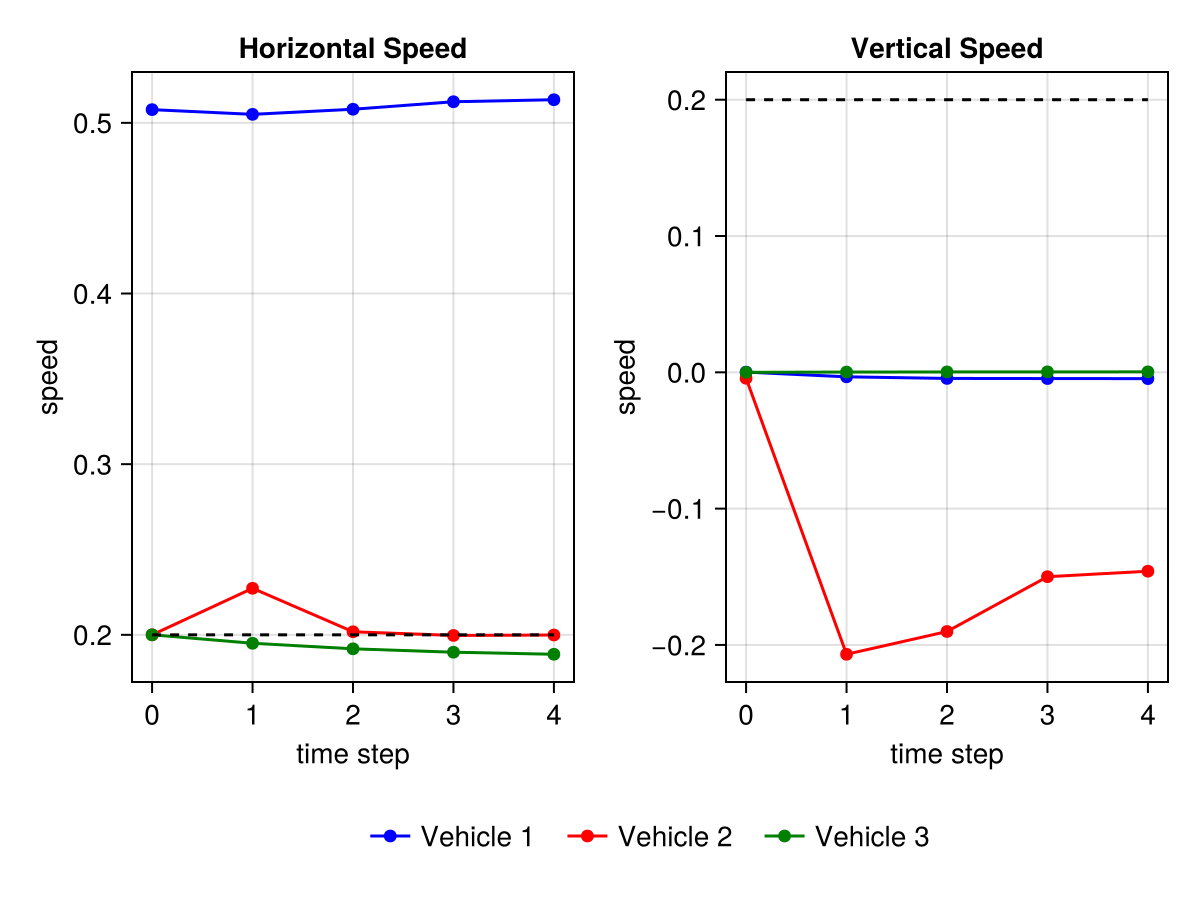 Horizontal Speed
0.5
0.4
0.3
0.2
speed
0 1 2 3 4
time step
Vertical Speed
0.2
0.1
0.0
−0.1
−0.2
speed
0 1 2 3 4
time step
Vehicle 1 Vehicle 2 Vehicle 3